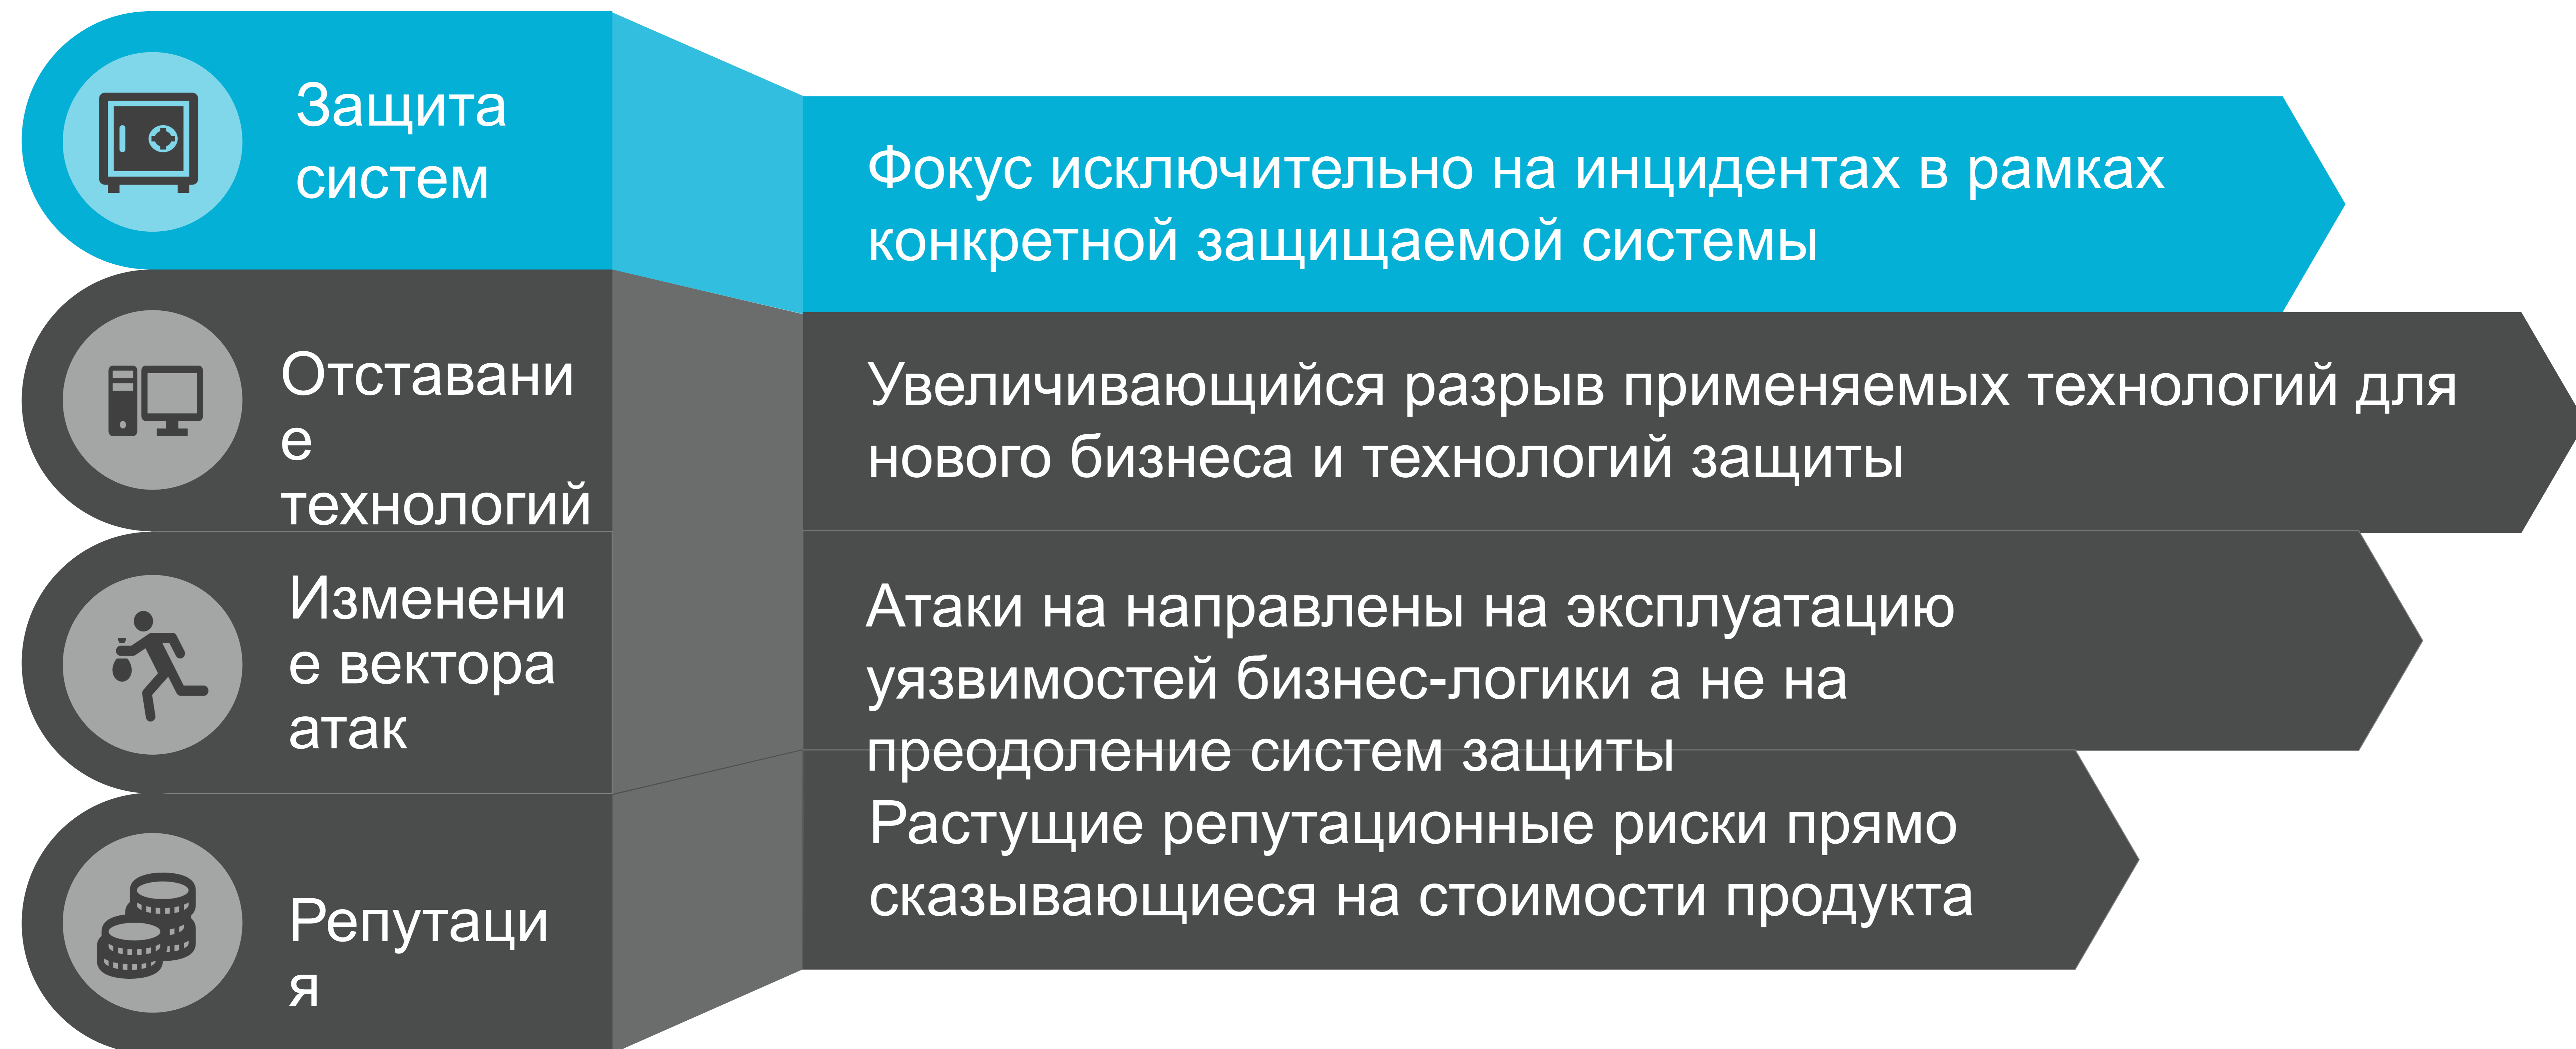 Защита
систем
Фокус исключительно на инцидентах в рамках
конкретной защищаемой системы
Отставани
е
технологий
Увеличивающийся разрыв применяемых технологий для
нового бизнеса и технологий защиты
Изменени
е вектора
атак
Атаки на направлены на эксплуатацию
уязвимостей бизнес-логики а не на
преодоление систем защиты
Репутаци
я
Растущие репутационные риски прямо
сказывающиеся на стоимости продукта